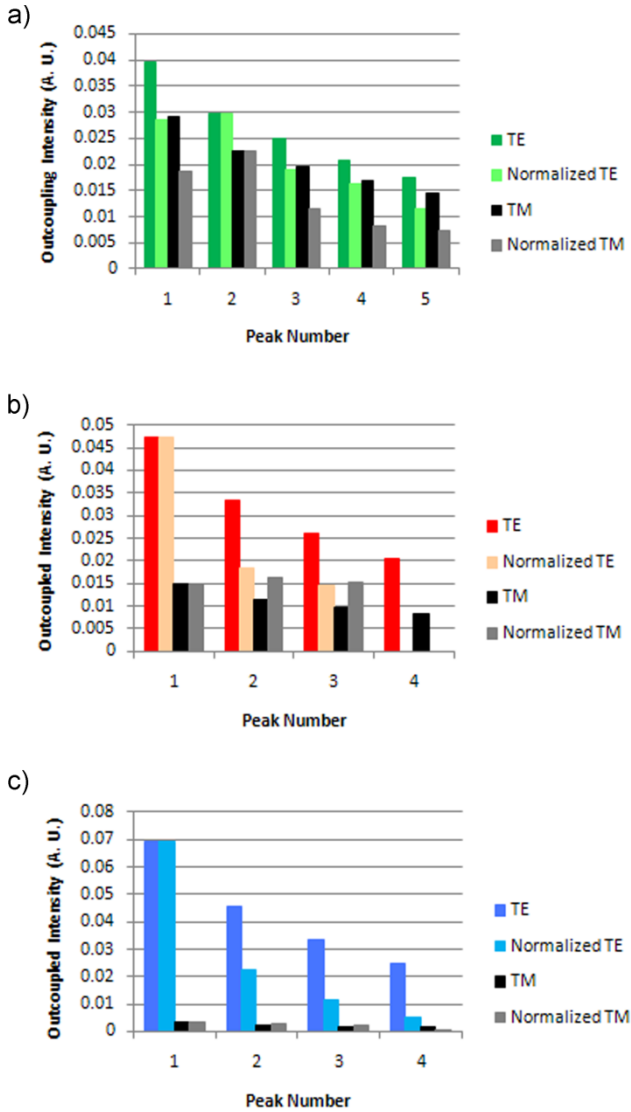 a)
Outcoupling Intensity (A. U.)
0.045
0.04
0.035
0.03
0.025
0.02
0.015
0.01
0.005
0
1 2 3 4 5
Peak Number
TE
Normalized TE
TM
Normalized TM
b)
Outcoupled Intensity (A. U.)
0.05
0.045
0.04
0.035
0.03
0.025
0.02
0.015
0.01
0.005
0
1 2 3 4
Peak Number
TE
Normalized TE
TM
Normalized TM
c)
Outcoupled Intensity (A. U.)
0.08
0.07
0.06
0.05
0.04
0.03
0.02
0.01
0
1 2 3 4
Peak Number
TE
Normalized TE
TM
Normalized TM